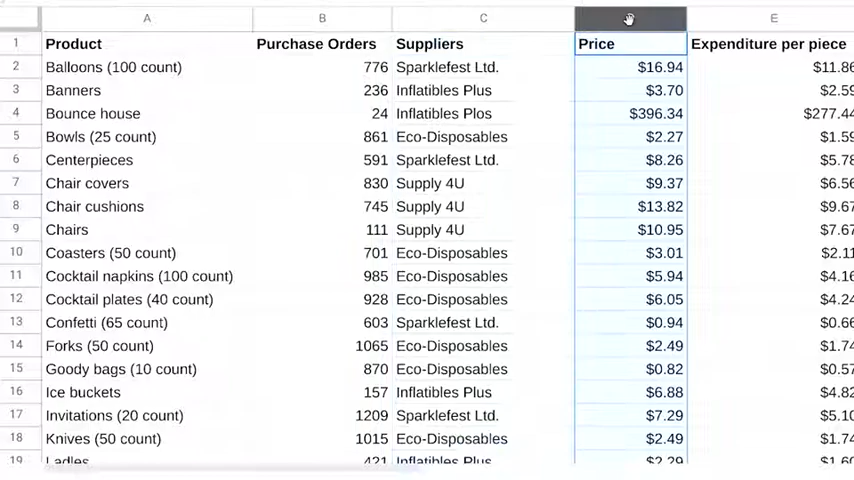 A B C E
1 Product Purchase Orders Suppliers Price Expenditure per piece
2 Balloons (100 count) 776 Sparklefest Ltd. $16.94 $11.86
3 Banners 236 Inflatibles Plus $3.70 $2.59
4 Bounce house 24 Inflatibles Plos $396.34 $277.44
5 Bowls (25 count) 861 Eco-Disposables $2.27 $1.59
6 Centerpieces 591 Sparklefest Ltd. $8.26 $5.78
7 Chair covers 830 Supply 4U $9.37 $6.56
8 Chair cushions 745 Supply 4U $13.82 $9.67
9 Chairs 111 Supply 4U $10.95 $7.67
10 Coasters (50 count) 701 Eco-Disposables $3.01 $2.11
11 Cocktail napkins (100 count) 985 Eco-Disposables $5.94 $4.16
12 Cocktail plates (40 count) 928 Eco-Disposables $6.05 $4.24
13 Confetti (65 count) 603 Sparklefest Ltd. $0.94 $0.66
14 Forks (50 count) 1065 Eco-Disposables $2.49 $1.74
15 Goody bags (10 count) 870 Eco-Disposables $0.82 $0.57
16 Ice buckets 157 Inflatibles Plus $6.88 $4.82
17 Invitations (20 count) 1209 Sparklefest Ltd. $7.29 $5.10
18 Knives (50 count) 1015 Eco-Disposables $2.49 $1.74
19 Ladles 421 Inflatibles Plus $2.29 $1.60